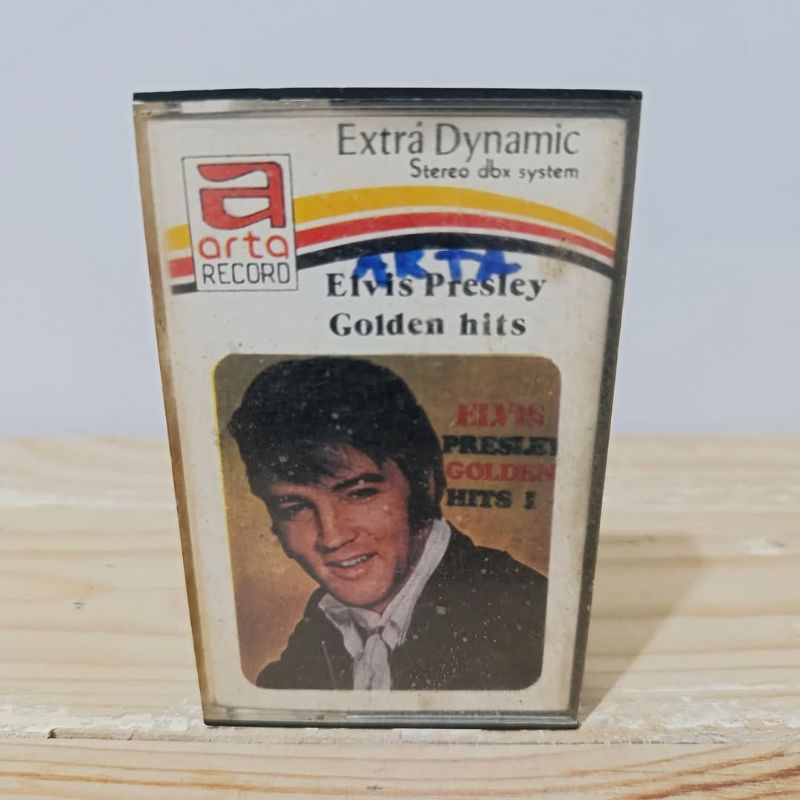 Extrá Dynamic
Stereo dbx system
a
arta
RECORD
ARTA
Elvis Presley
Golden hits
ELVIS
PRESLEY
GOLDEN
HITS !